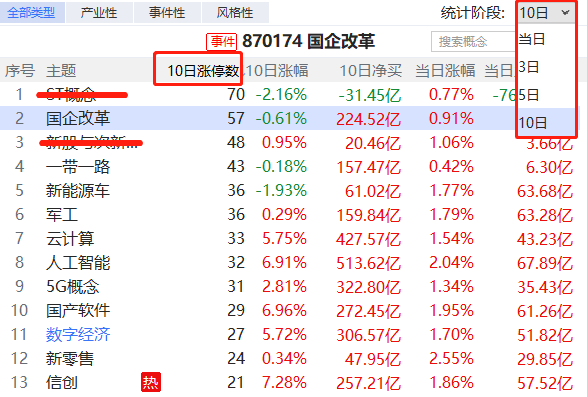 全部类型 产业性 事件性 风格性 统计阶段: 10日
事件 870174 国企改革 搜索概念 当日
3日
5日
10日
序号 主题 10日涨停数 10日涨幅 10日净买 当日涨幅 当日
1 ST概念 70 -2.16% -31.45亿 0.77% -76
2 国企改革 57 -0.61% 224.52亿 0.91%
3 新股与次新... 48 0.95% 20.46亿 1.06% 3.66亿
4 一带一路 43 -0.18% 157.47亿 0.42% 6.30亿
5 新能源车 36 -1.93% 61.02亿 1.77% 63.68亿
6 军工 36 0.29% 159.84亿 1.79% 63.28亿
7 云计算 33 5.75% 427.57亿 1.54% 43.23亿
8 人工智能 32 6.91% 513.62亿 2.04% 67.89亿
9 5G概念 31 2.81% 322.80亿 1.34% 35.43亿
10 国产软件 29 6.96% 272.45亿 1.95% 61.26亿
11 数字经济 27 5.72% 306.57亿 1.70% 51.82亿
12 新零售 24 0.34% 47.95亿 2.55% 29.85亿
13 信创 热 21 7.28% 257.21亿 1.86% 57.52亿